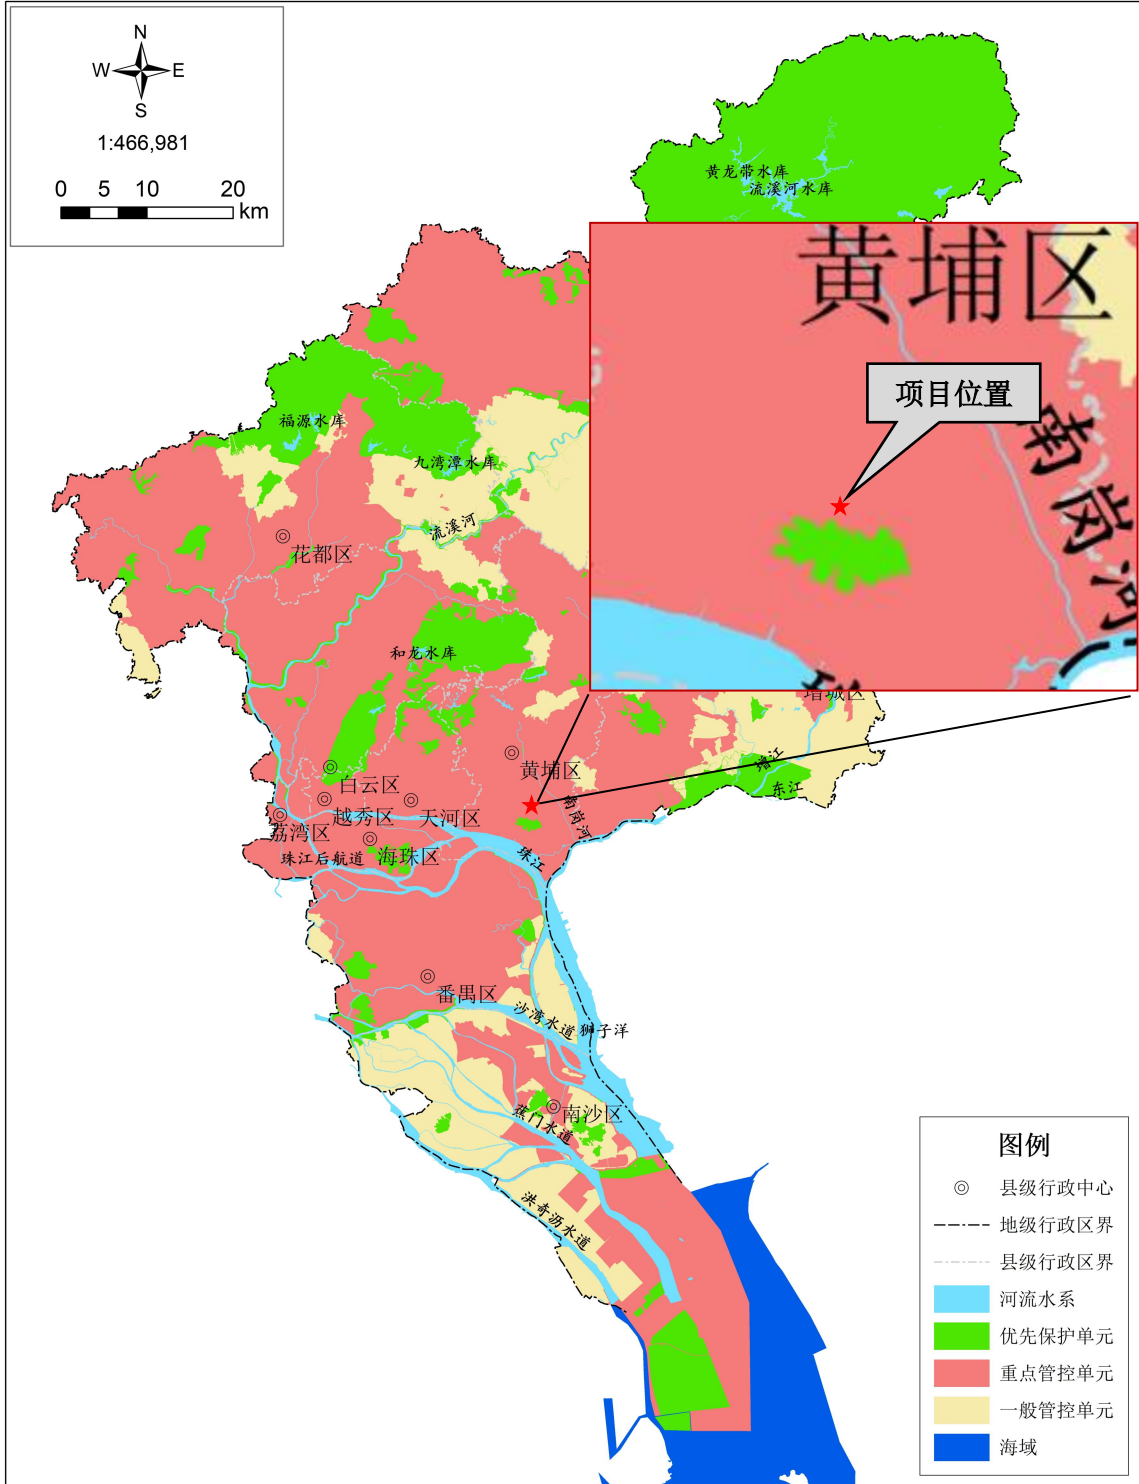 N
W E
S
1:466,981
0 5 10 20
km
黄龙带水库
流溪河水库
黄埔区
项目位置
南岗河
福源水库
九湾潭水库
流溪河
花都区
和龙水库
增城区
黄埔区
增江
东江
白云区
越秀区
天河区
南岗河
荔湾区
海珠区
珠江后航道
珠江
番禺区
沙湾水道
狮子洋
南沙区
蕉门水道
洪奇沥水道
图例
县级行政中心
地级行政区界
县级行政区界
河流水系
优先保护单元
重点管控单元
一般管控单元
海域